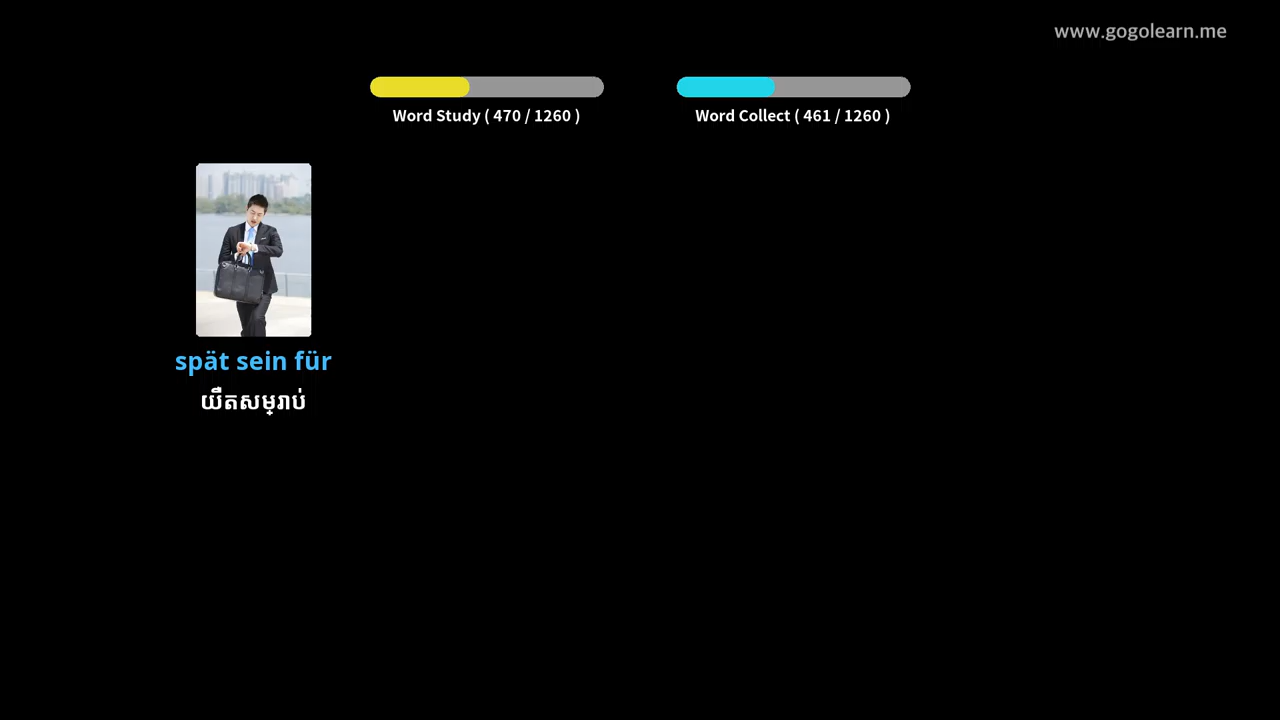 www.gogolearn.me
Word Study ( 470 / 1260 )
Word Collect ( 461 / 1260 )
spät sein für
យឺតសម្រាប់